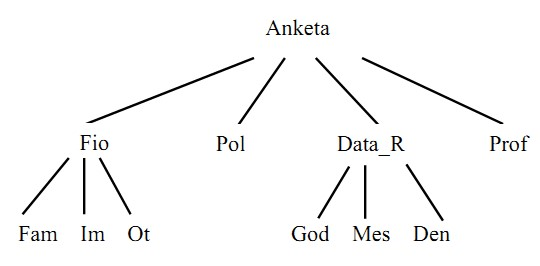 Anketa
Fio Pol Data_R Prof
Fam Im Ot God Mes Den